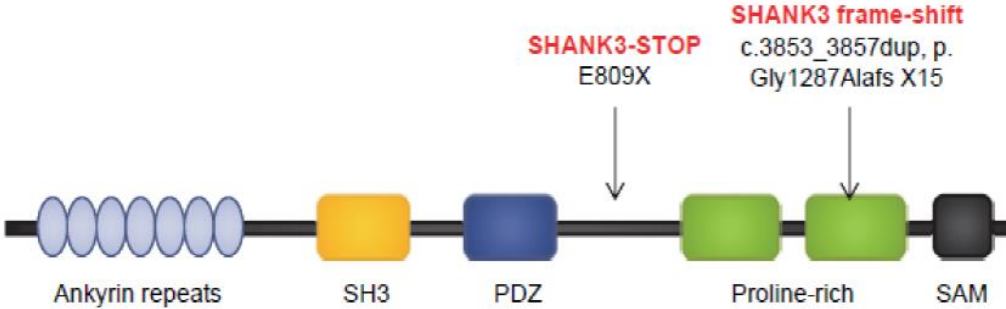 SHANK3-STOP
E809X
SHANK3 frame-shift
c.3853_3857dup, p.
Gly1287Alafs X15
Ankyrin repeats
SH3
PDZ
Proline-rich
SAM